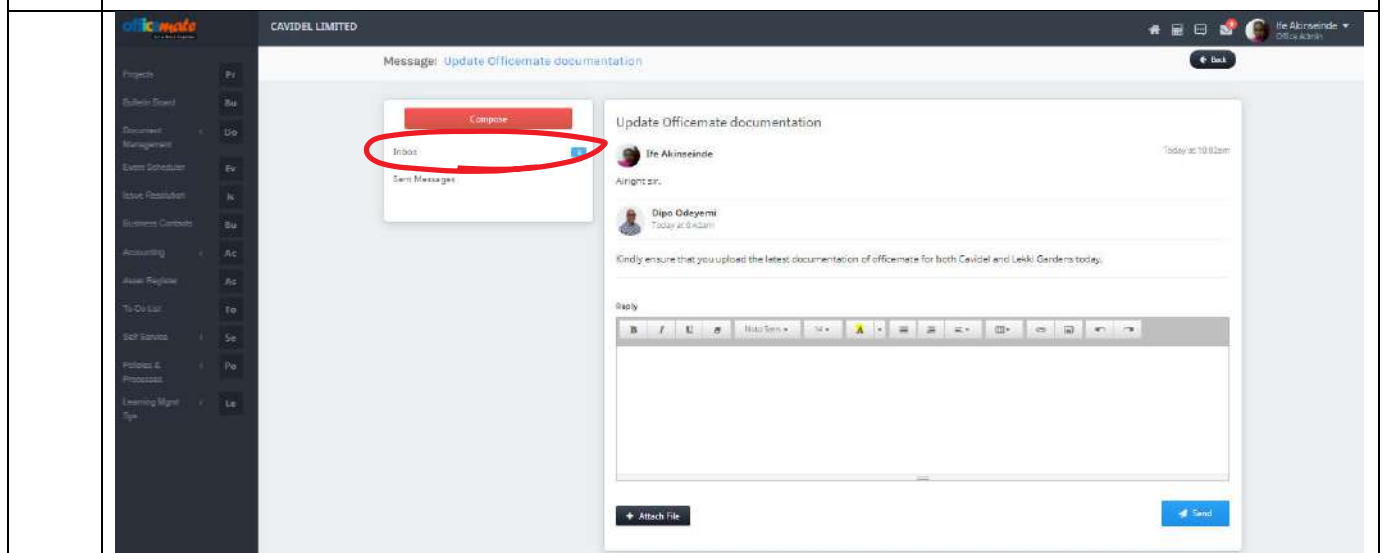 officemate
CAVIDEL LIMITED
Ife Akinseinde
Office Admin
Message: Update Officemate documentation
Back
Projects
Pr
Bulletin Board
Bu
Document
Management
Do
Event Scheduler
Ev
Issue Resolution
Is
Business Contacts
Bu
Accounting
Ac
Asset Register
As
To Do List
To
Self Service
Se
Policies &
Processes
Po
Learning Mgmt
Le
Compose
Inbox
Sent Messages
Update Officemate documentation
Ife Akinseinde
Today at 10:02am
Alright sir.
Dipo Odeyemi
Today at
Kindly ensure that you upload the latest documentation of officemate for both Cavidel and Lekki Gardens today.
Reply
B I U
Noto Sans
14
A
+ Attach File
Send